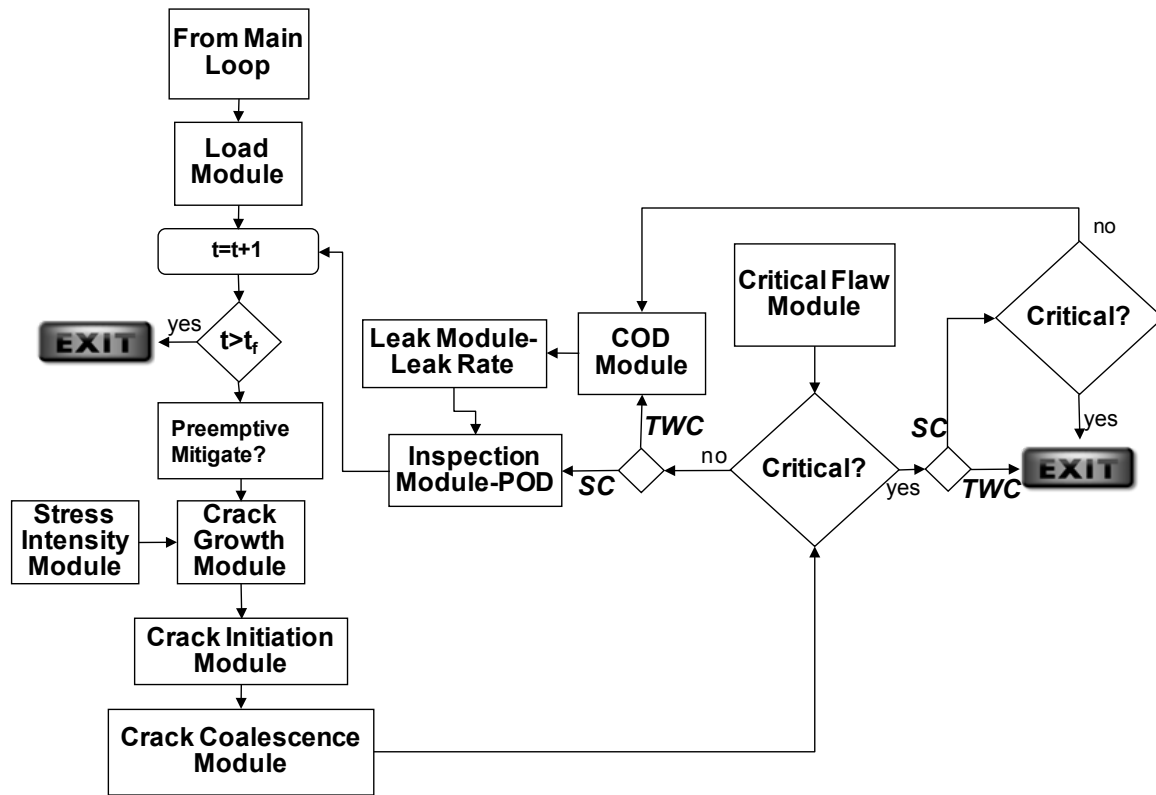 From Main
Loop
Load
Module
t=t+1
t>tf
yes
EXIT
Preemptive
Mitigate?
Stress
Intensity
Module
Crack
Growth
Module
Crack Initiation
Module
Crack Coalescence
Module
Leak Module-
Leak Rate
Inspection
Module-POD
COD
Module
TWC
SC
no
Critical Flaw
Module
Critical?
yes
SC
TWC
no
Critical?
yes
EXIT